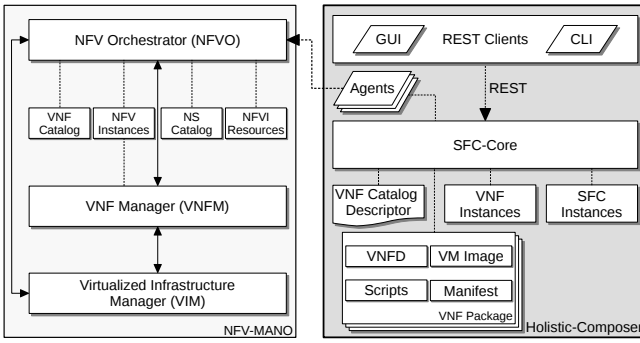 NFV Orchestrator (NFVO)
VNF
Catalog
NFV
Instances
NS
Catalog
NFVI
Resources
VNF Manager (VNFM)
Virtualized Infrastructure
Manager (VIM)
NFV-MANO
GUI
REST Clients
CLI
REST
Agents
SFC-Core
VNF Catalog
Descriptor
VNF
Instances
SFC
Instances
VNFD
VM Image
Scripts
Manifest
VNF Package
Holistic-Composer